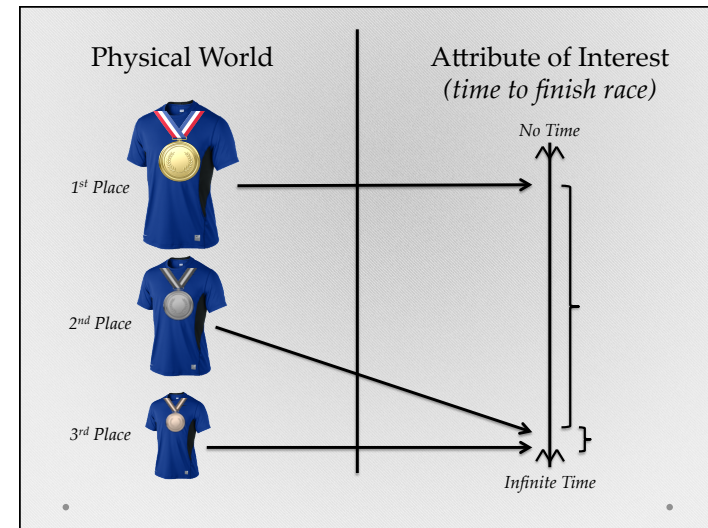 Physical World
Attribute of Interest
(time to finish race)
No Time
1st Place
2nd Place
3rd Place
Infinite Time